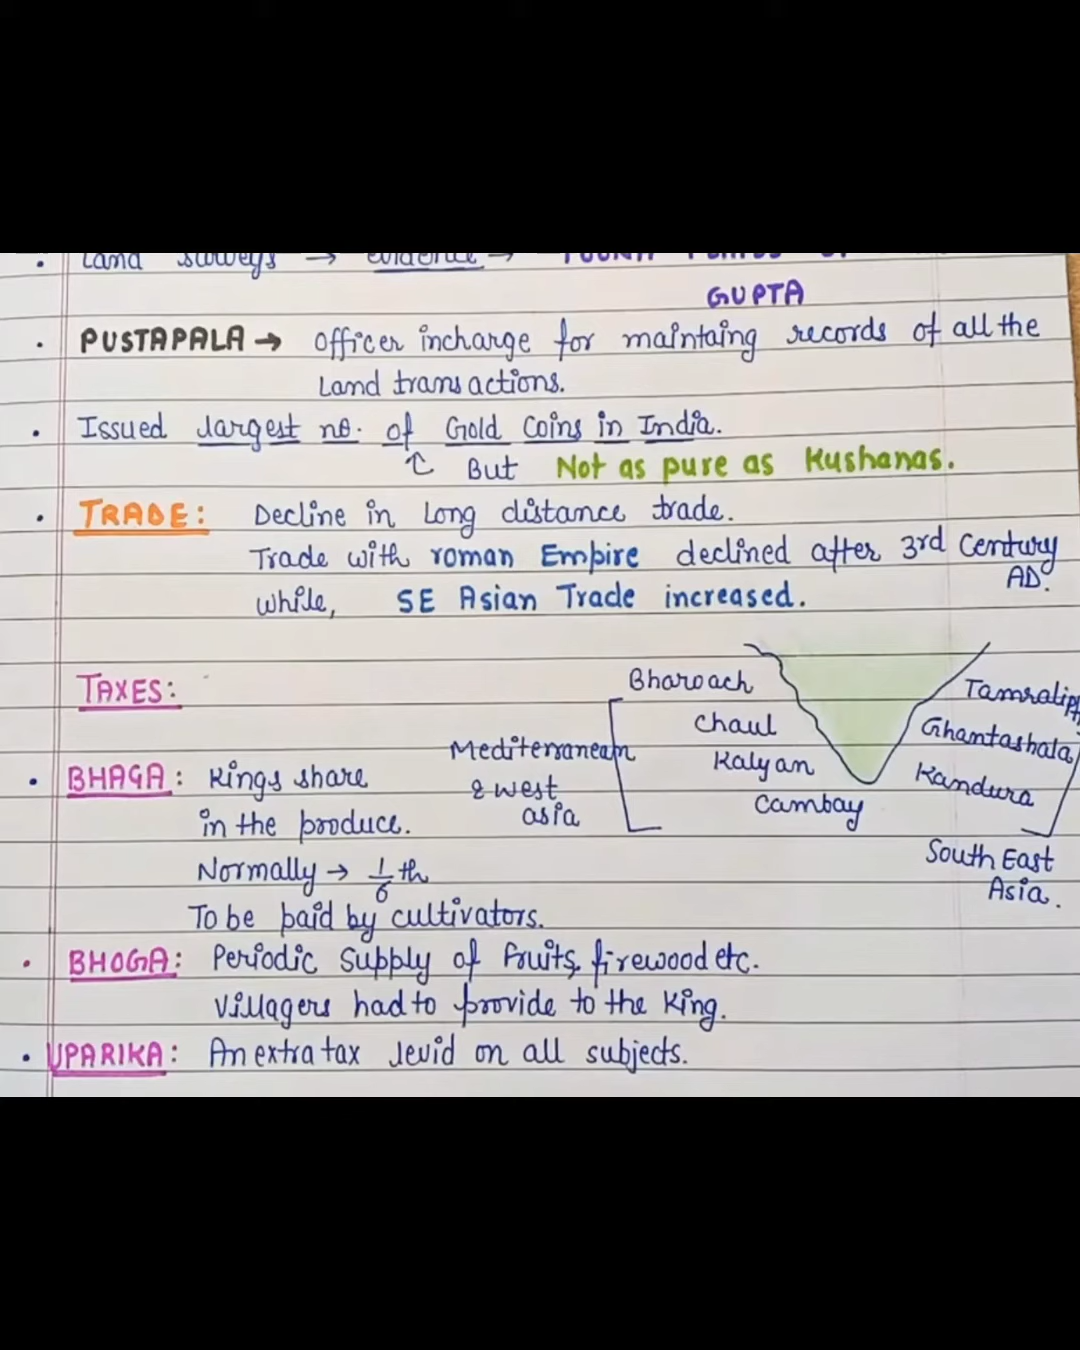 • Land surveys → evidence →
GUPTA
• PUSTAPALA → Officer incharge for maintaing records of all the
Land transactions.
• Issued largest no. of Gold Coins in India.
↑ But Not as pure as Kushanas.
• TRADE: Decline in Long distance trade.
Trade with roman Empire declined after 3rd Century
AD.
while, SE Asian Trade increased.
TAXES:
• BHAGA: Kings share
in the produce.
Normally → 1/6 th
To be paid by cultivators.
Mediterranean
& west
asia
Bharoach
Chaul
Kalyan
Cambay
Tamralipti
Ghantashala
Kandura
South East
Asia.
• BHOGA: Periodic supply of fruits, firewood etc.
Villagers had to provide to the King.
• UPARIKA: An extra tax levid on all subjects.